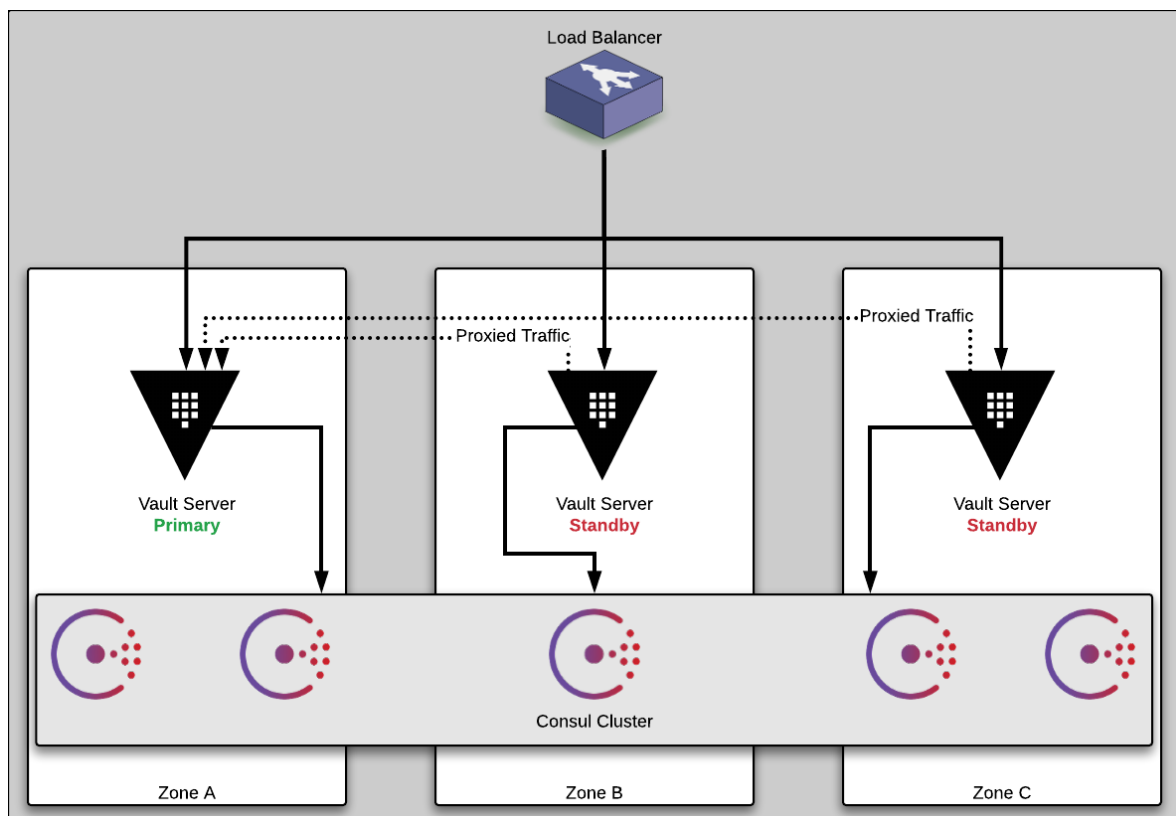 Load Balancer
Proxied Traffic
Proxied Traffic
Vault Server
Primary
Vault Server
Standby
Vault Server
Standby
Consul Cluster
Zone A
Zone B
Zone C